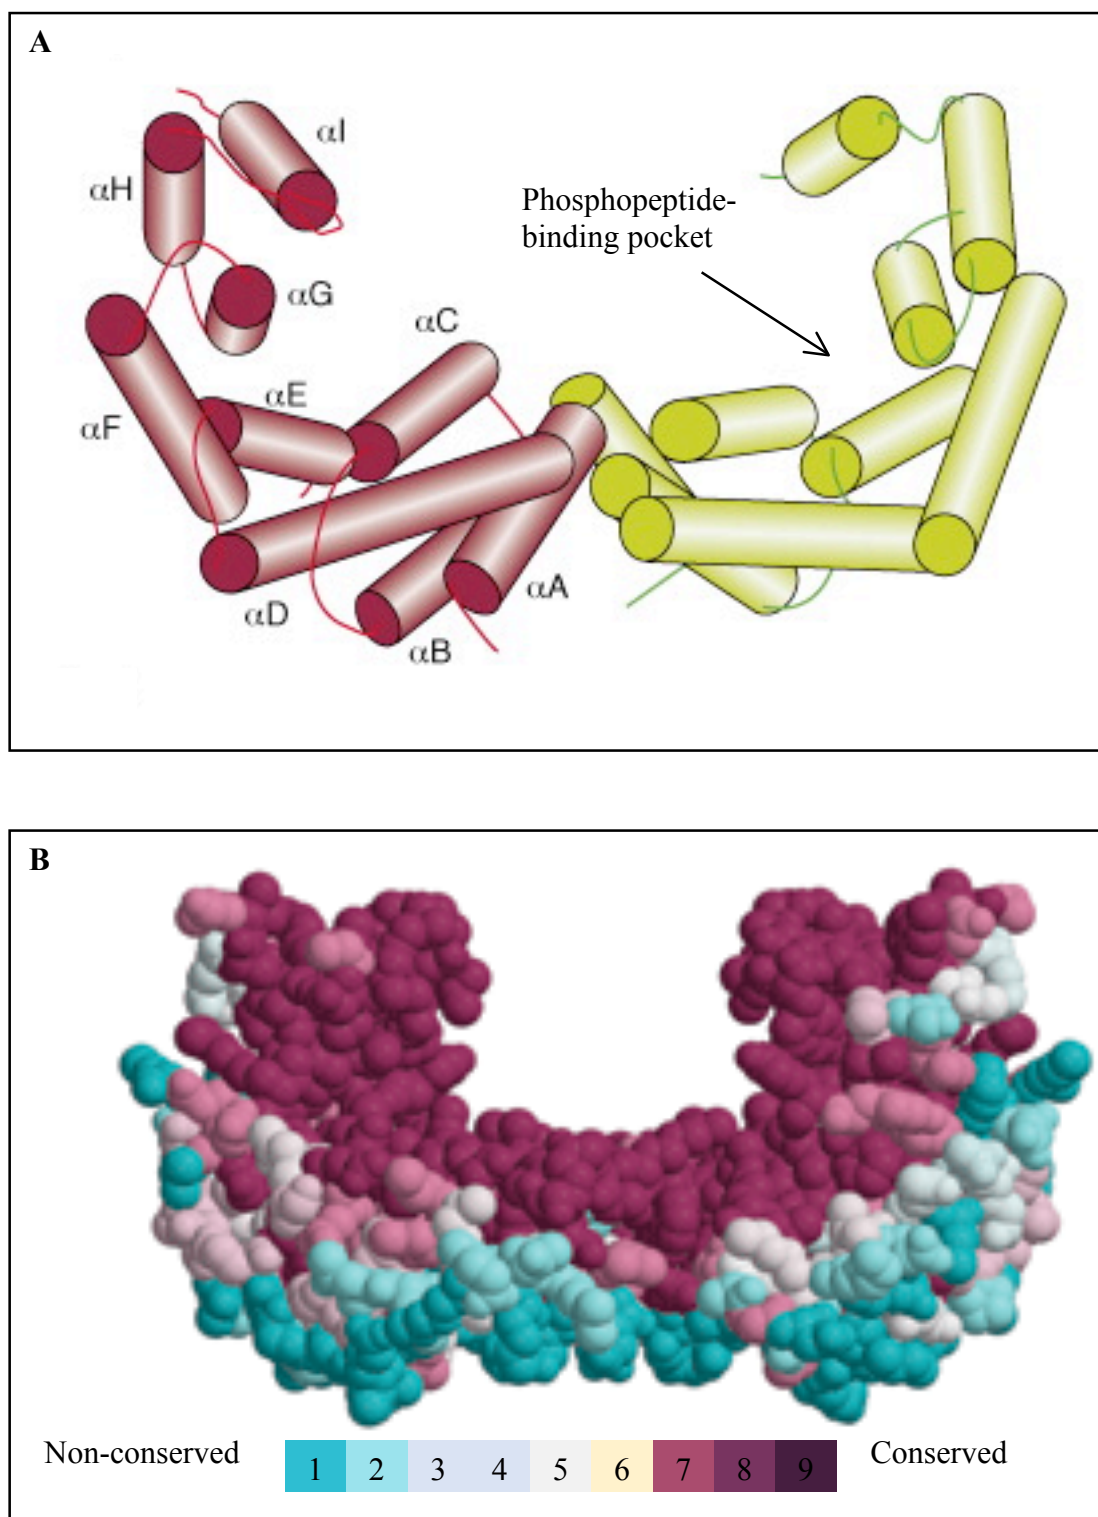 A
αI
αH
Phosphopeptide-
binding pocket
αG
αC
αE
αF
αA
αD
αB
B
Non-conserved 1 2 3 4 5 6 7 8 9 Conserved